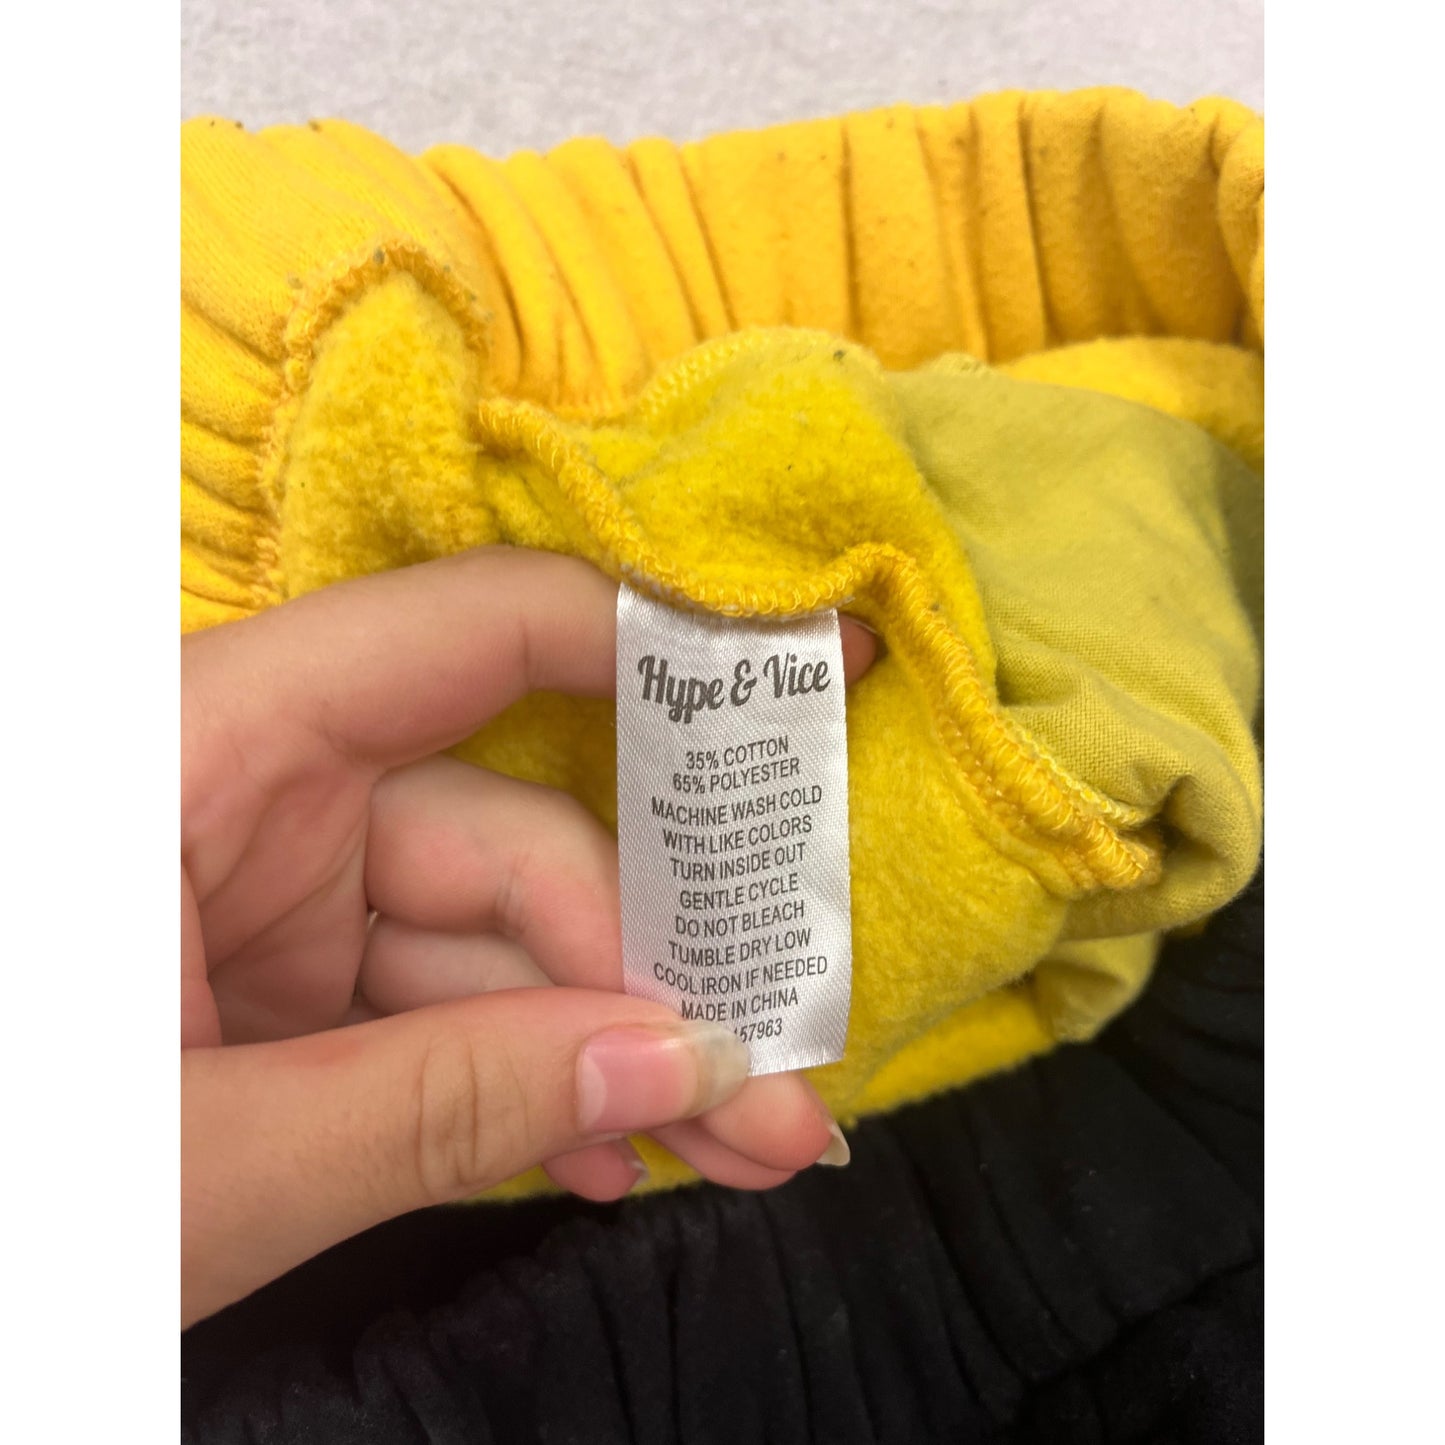 Hype & Vice
35% COTTON
65% POLYESTER
MACHINE WASH COLD
WITH LIKE COLORS
TURN INSIDE OUT
GENTLE CYCLE
DO NOT BLEACH
TUMBLE DRY LOW
COOL IRON IF NEEDED
MADE IN CHINA